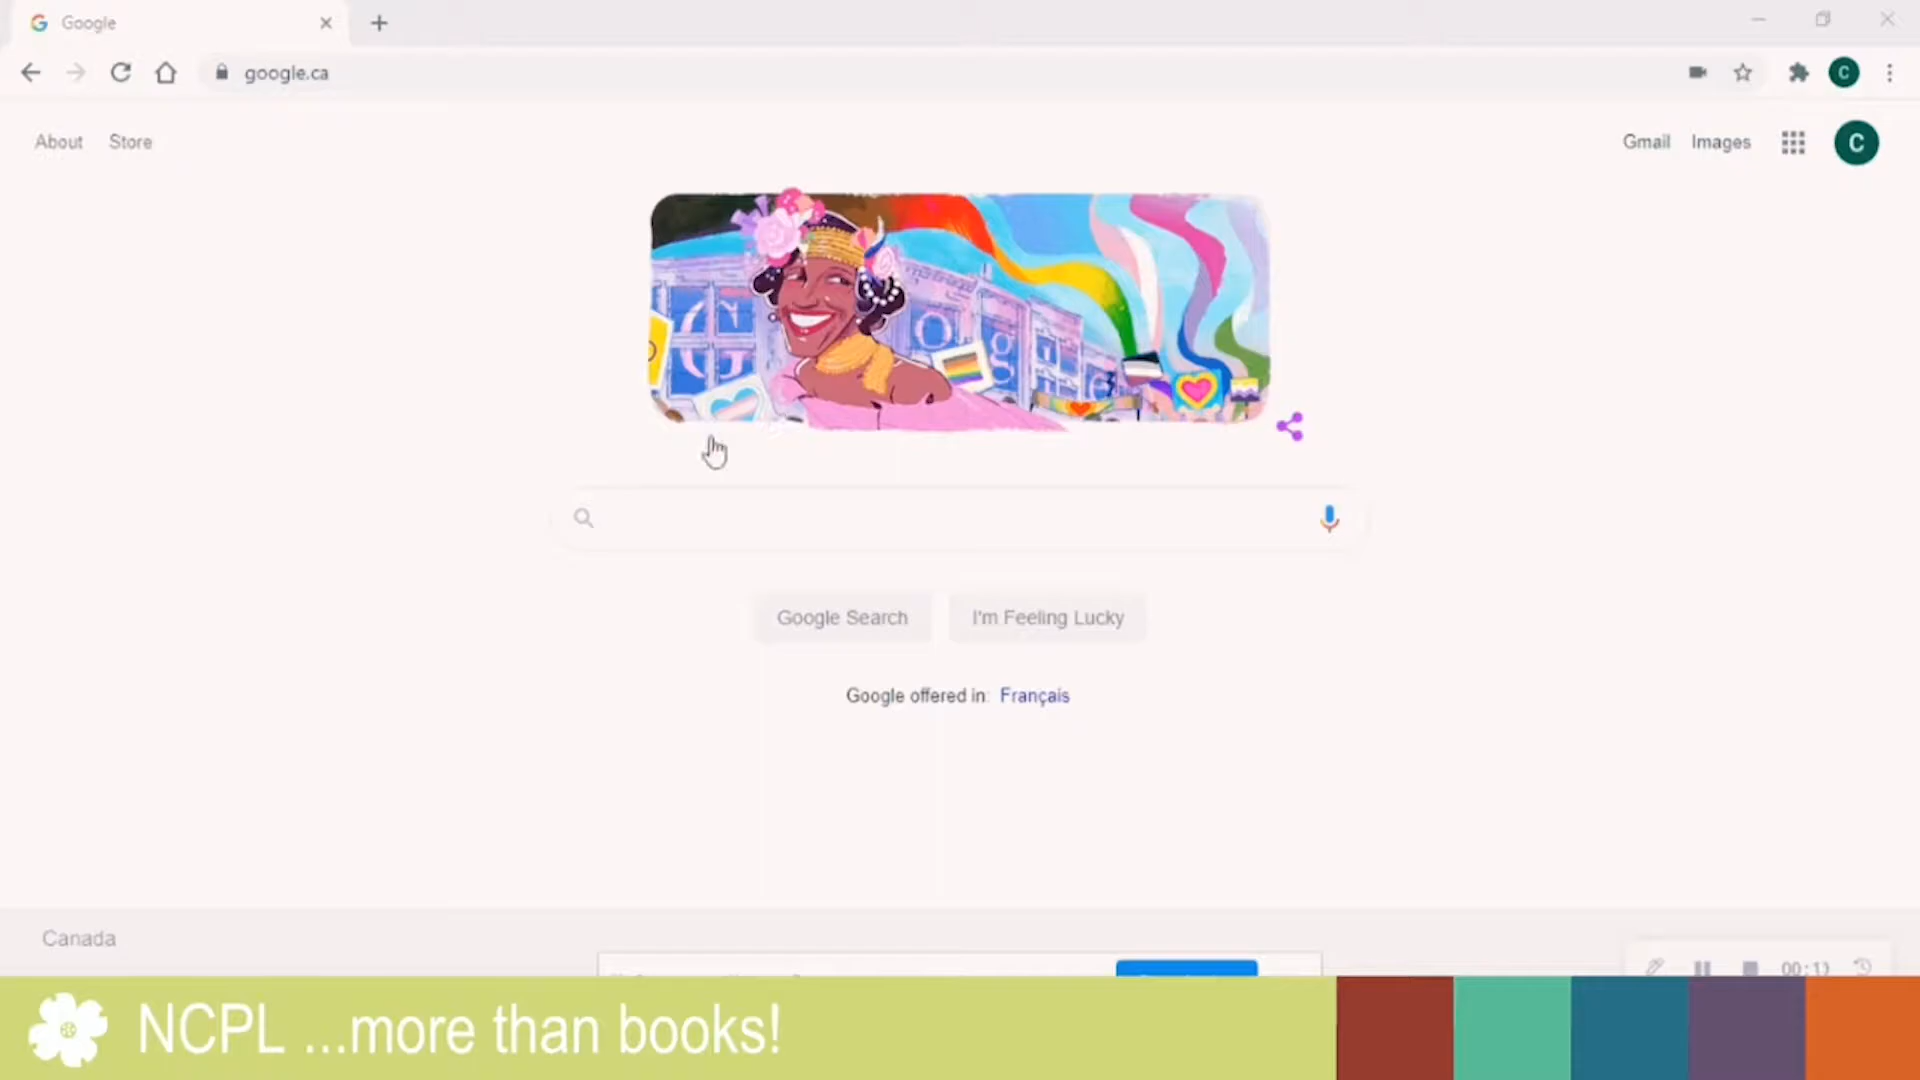 Google
google.ca
C
About Store
Gmail Images
C
Google
Google Search
I'm Feeling Lucky
Google offered in: Français
Canada
NCPL ...more than books!